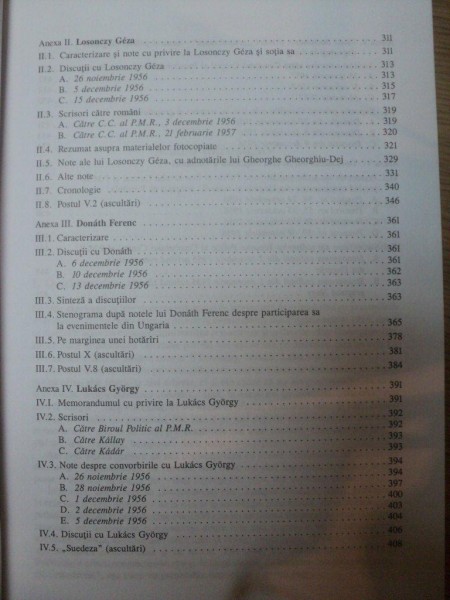 Anexa II. Losonczy Géza 311
II.1. Caracterizare și note cu privire la Losonczy Géza și soția sa 311
II.2. Discuții cu Losonczy Géza 313
A. 26 noiembrie 1956 313
B. 5 decembrie 1956 315
C. 15 decembrie 1956 317
II.3. Scrisori către români 319
A. Către C.C. al P.M.R., 3 decembrie 1956 319
B. Către C.C. al P.M.R., 21 februarie 1957 320
II.4. Rezumat asupra materialelor fotocopiate 321
II.5. Note ale lui Losonczy Géza, cu adnotările lui Gheorghe Gheorghiu-Dej 329
II.6. Alte note 331
II.7. Cronologie 340
II.8. Postul V.2 (ascultări) 346
Anexa III. Donáth Ferenc 361
III.1. Caracterizare 361
III.2. Discuții cu Donáth 361
A. 6 decembrie 1956 361
B. 10 decembrie 1956 362
C. 13 decembrie 1956 363
III.3. Sinteză a discuțiilor 363
III.4. Stenograma după notele lui Donáth Ferenc despre participarea sa
la evenimentele din Ungaria 365
III.5. Pe marginea unei hotărîri 378
III.6. Postul X (ascultări) 381
III.7. Postul V.8 (ascultări) 384
Anexa IV. Lukács György 391
IV.1. Memorandumul cu privire la Lukács György 391
IV.2. Scrisori 392
A. Către Biroul Politic al P.M.R. 392
B. Către Kállay 393
C. Către Kádár 393
IV.3. Note despre convorbirile cu Lukács György 394
A. 26 noiembrie 1956 394
B. 28 noiembrie 1956 397
C. 1 decembrie 1956 400
D. 2 decembrie 1956 403
E. 5 decembrie 1956 404
IV.4. Discuții cu Lukács György 406
IV.5. „Suedeza” (ascultări) 408